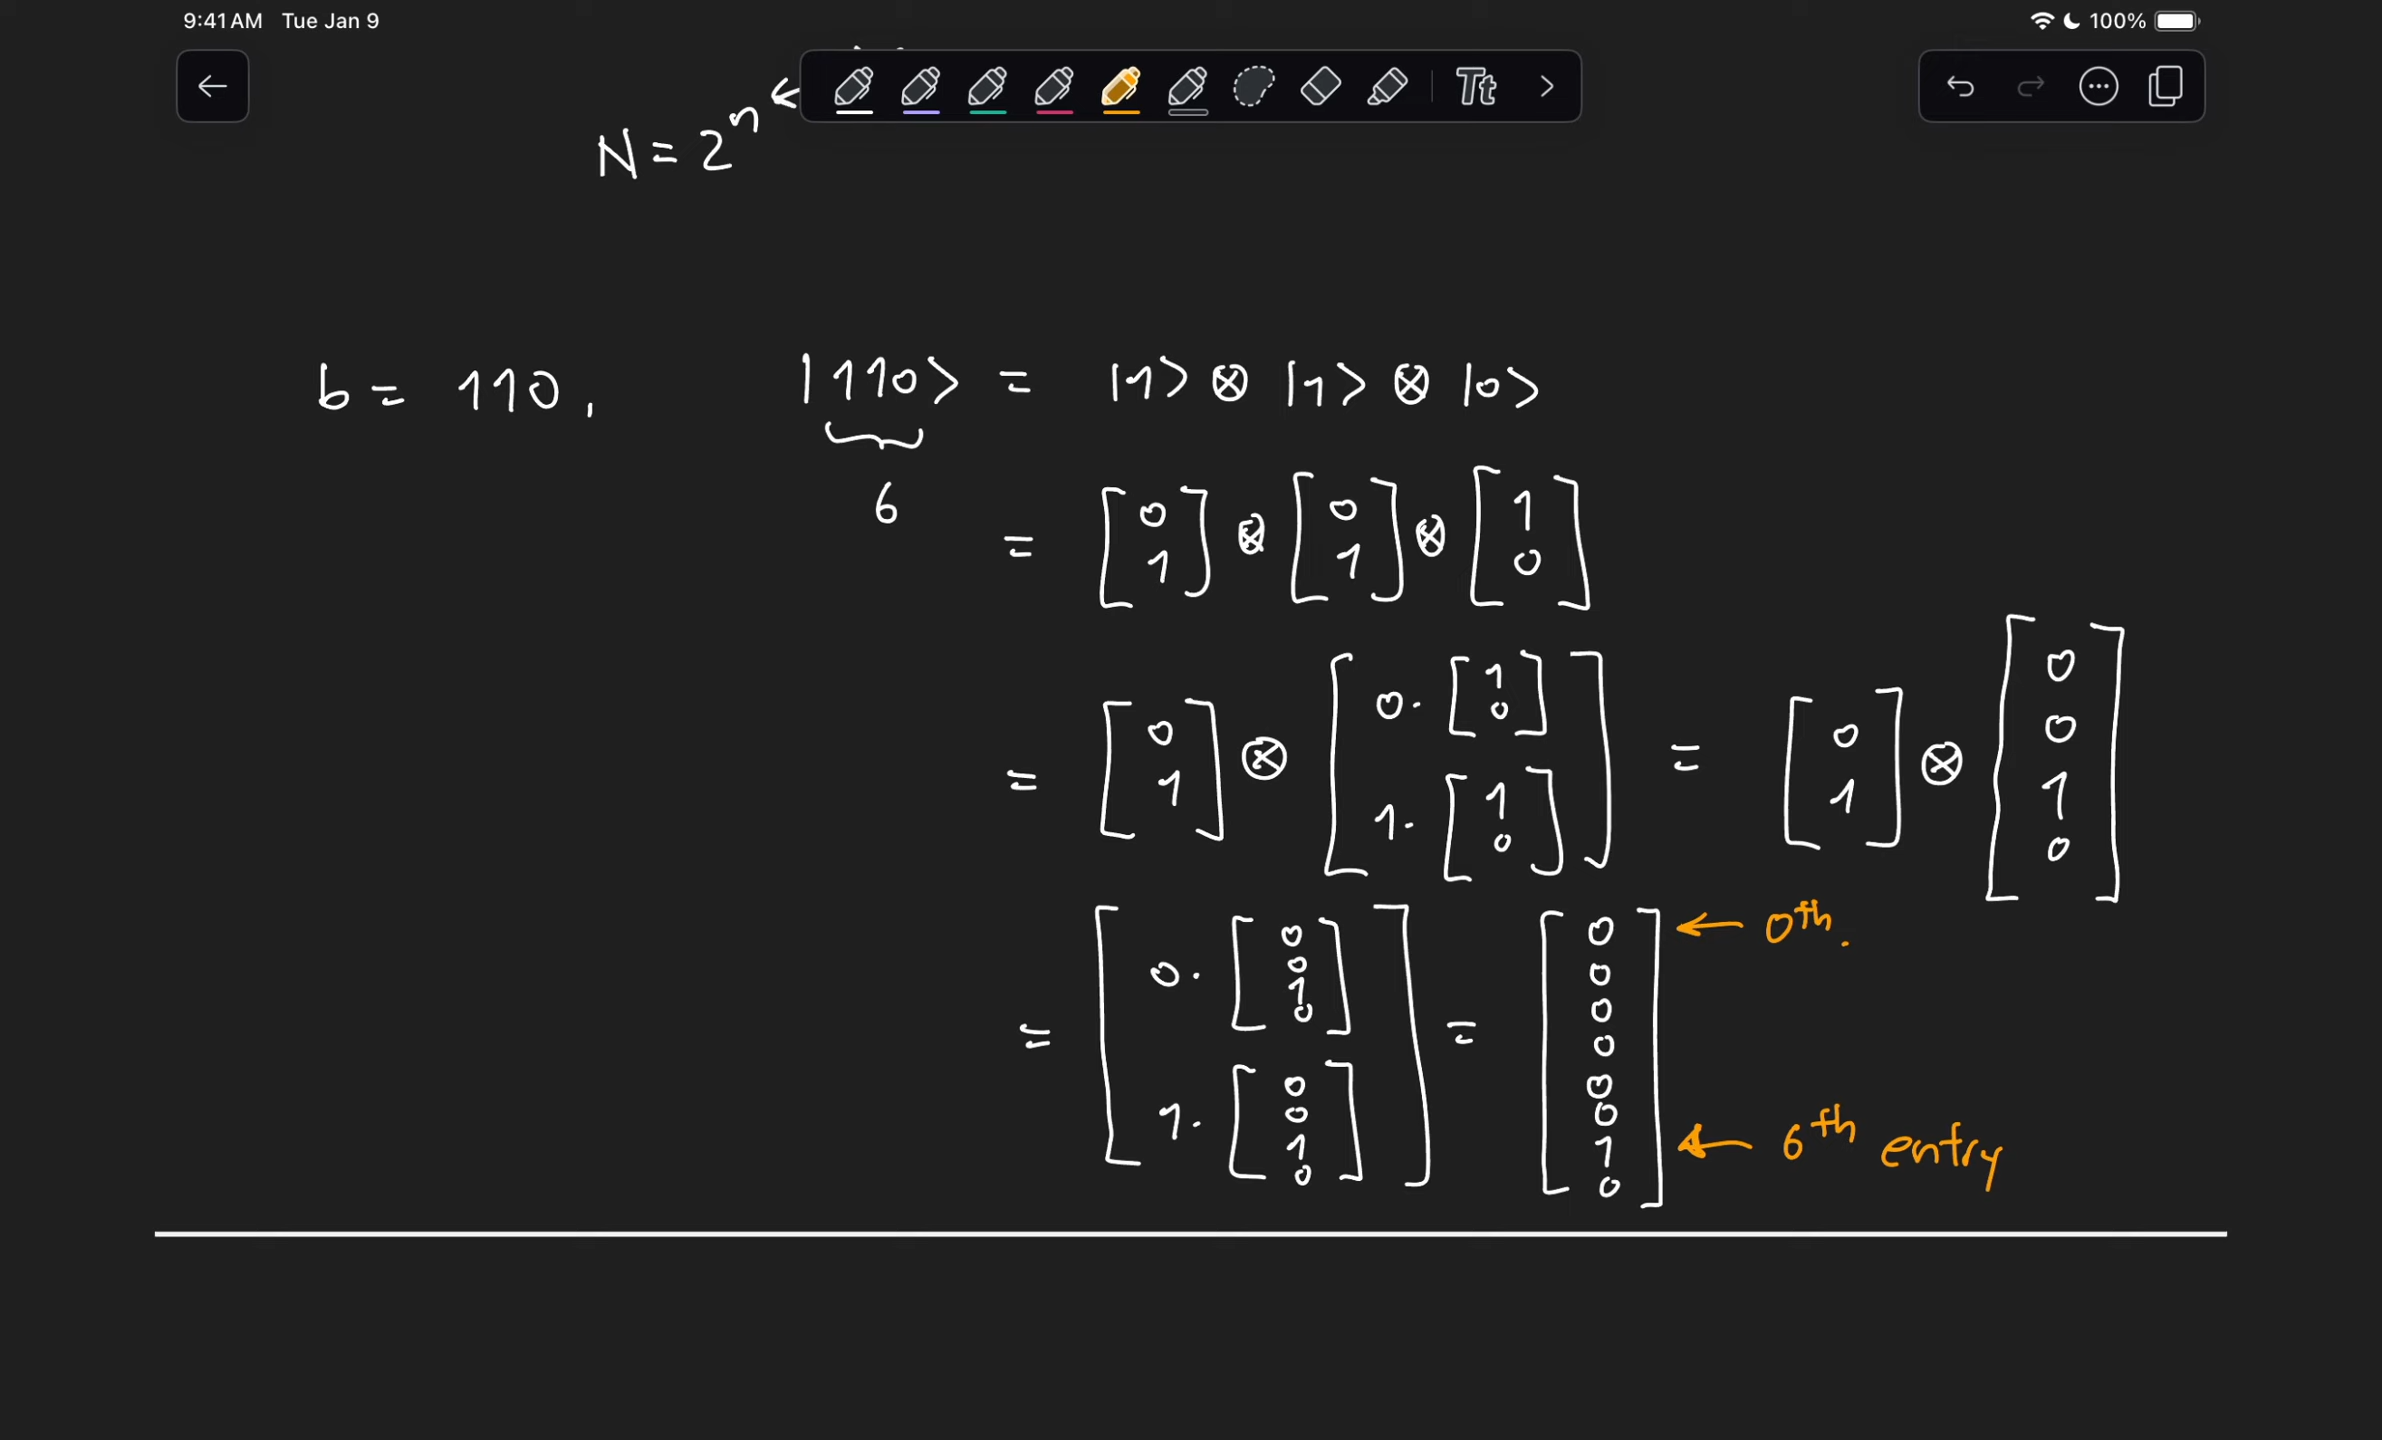 9:41 AM Tue Jan 9 100%
Tt
N = 2^n ←
b = 110, |110> = |1> ⊗ |1> ⊗ |0>
6
= [0 1] ⊗ [0 1] ⊗ [1 0]
= [0 1] ⊗ [0·[1 0] 1·[1 0]] = [0 1] ⊗ [0 0 1 0]
= [0·[0 0 1 0] 1·[0 0 1 0]] = [0 0 0 0 0 0 1 0]
← 0th.
← 6th entry